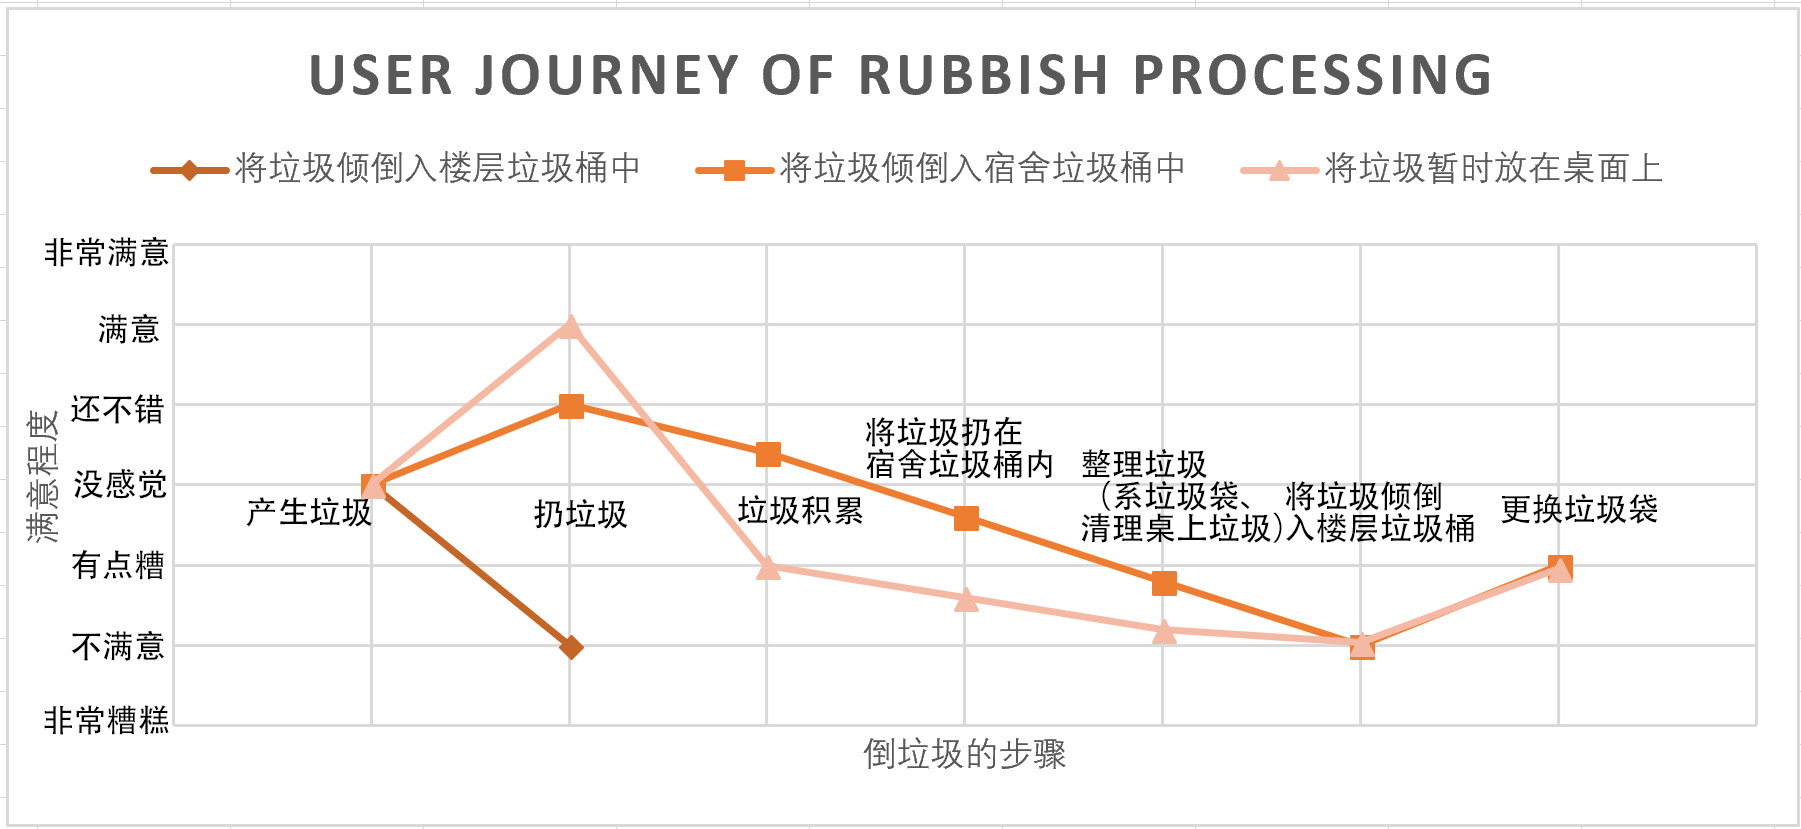 USER JOURNEY OF RUBBISH PROCESSING
将垃圾倾倒入楼层垃圾桶中
将垃圾倾倒入宿舍垃圾桶中
将垃圾暂时放在桌面上
满意程度
非常满意
满意
还不错
没感觉
有点糟
不满意
非常糟糕
产生垃圾
扔垃圾
垃圾积累
将垃圾扔在
宿舍垃圾桶内
整理垃圾
（系垃圾袋、
清理桌上垃圾)
将垃圾倾倒
入楼层垃圾桶
更换垃圾袋
倒垃圾的步骤